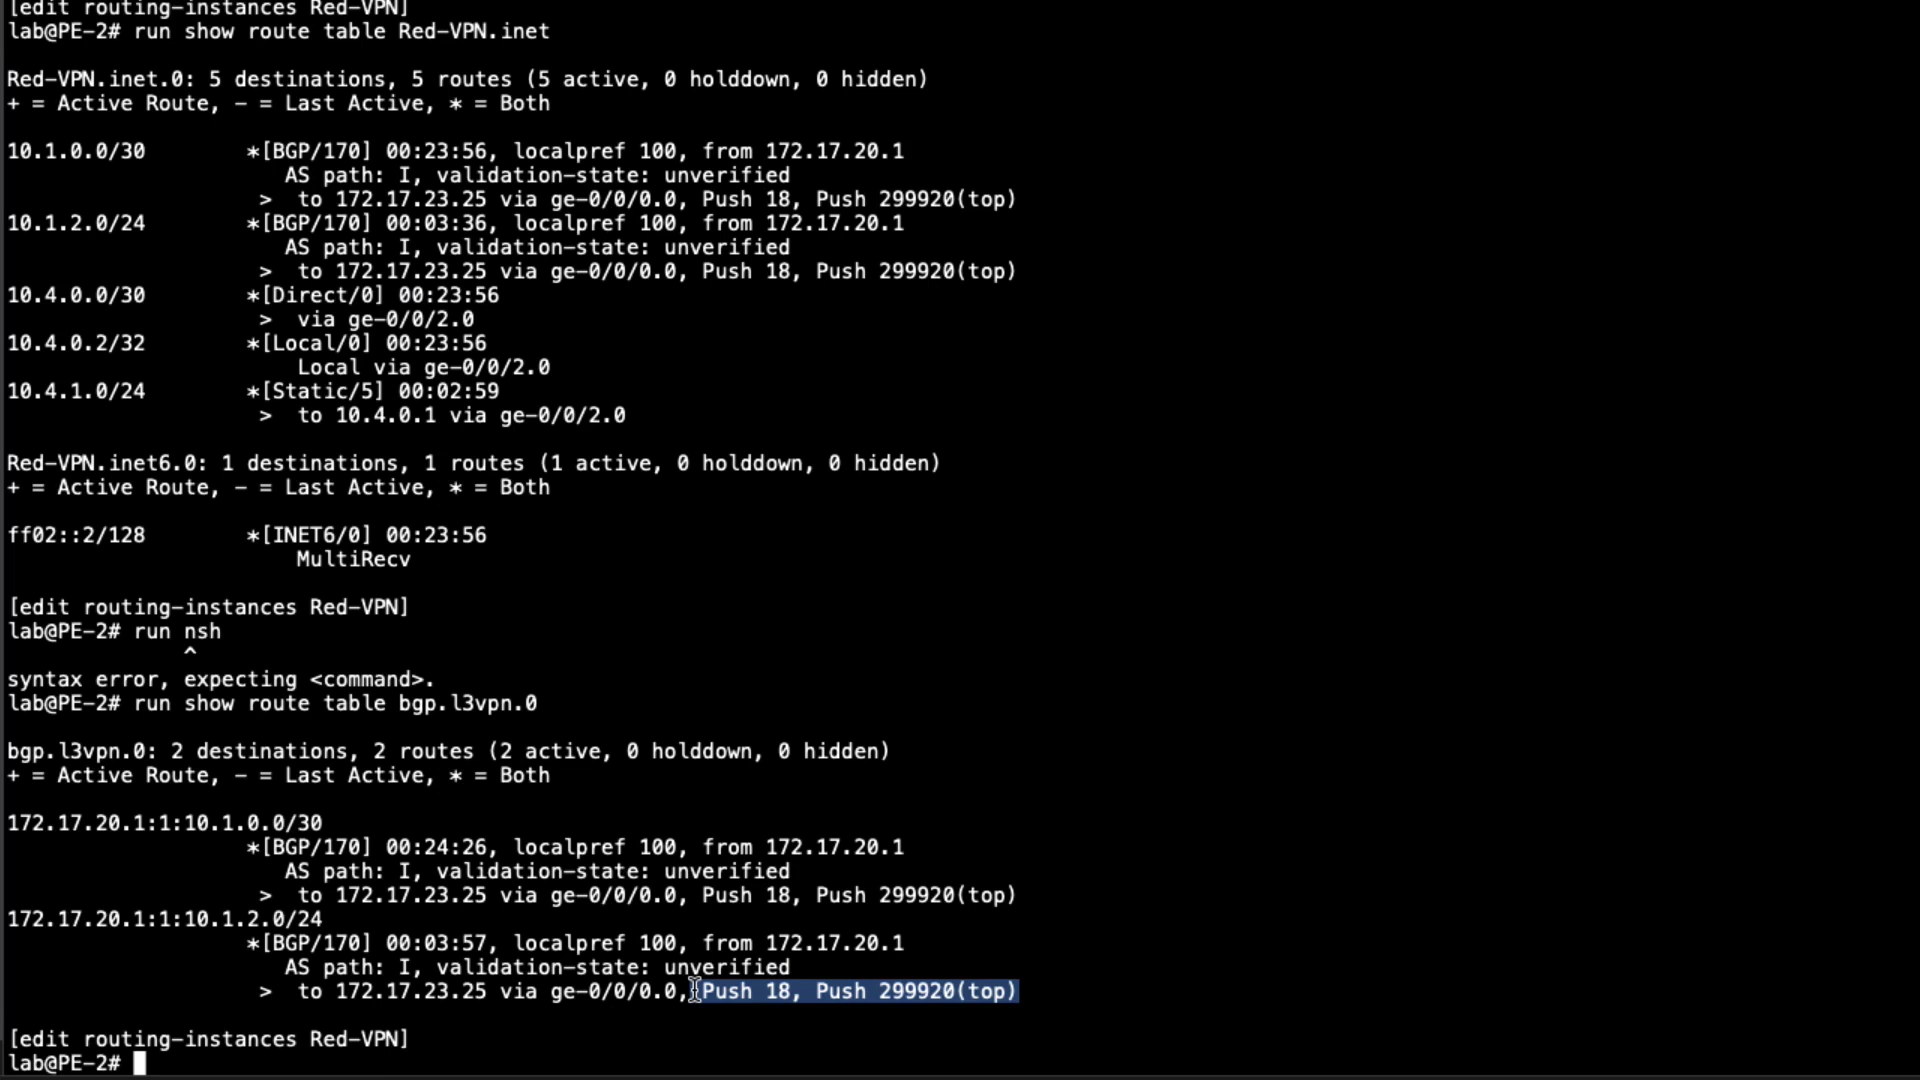 [edit routing-instances Red-VPN]
lab@PE-2# run show route table Red-VPN.inet
Red-VPN.inet.0: 5 destinations, 5 routes (5 active, 0 holddown, 0 hidden)
+ = Active Route, - = Last Active, * = Both
10.1.0.0/30        *[BGP/170] 00:23:56, localpref 100, from 172.17.20.1
                      AS path: I, validation-state: unverified
                    >  to 172.17.23.25 via ge-0/0/0.0, Push 18, Push 299920(top)
10.1.2.0/24        *[BGP/170] 00:03:36, localpref 100, from 172.17.20.1
                      AS path: I, validation-state: unverified
                    >  to 172.17.23.25 via ge-0/0/0.0, Push 18, Push 299920(top)
10.4.0.0/30        *[Direct/0] 00:23:56
                    >  via ge-0/0/2.0
10.4.0.2/32        *[Local/0] 00:23:56
                       Local via ge-0/0/2.0
10.4.1.0/24        *[Static/5] 00:02:59
                    >  to 10.4.0.1 via ge-0/0/2.0
Red-VPN.inet6.0: 1 destinations, 1 routes (1 active, 0 holddown, 0 hidden)
+ = Active Route, - = Last Active, * = Both
ff02::2/128        *[INET6/0] 00:23:56
                       MultiRecv
[edit routing-instances Red-VPN]
lab@PE-2# run nsh
              ^
syntax error, expecting <command>.
lab@PE-2# run show route table bgp.l3vpn.0
bgp.l3vpn.0: 2 destinations, 2 routes (2 active, 0 holddown, 0 hidden)
+ = Active Route, - = Last Active, * = Both
172.17.20.1:1:10.1.0.0/30
                   *[BGP/170] 00:24:26, localpref 100, from 172.17.20.1
                      AS path: I, validation-state: unverified
                    >  to 172.17.23.25 via ge-0/0/0.0, Push 18, Push 299920(top)
172.17.20.1:1:10.1.2.0/24
                   *[BGP/170] 00:03:57, localpref 100, from 172.17.20.1
                      AS path: I, validation-state: unverified
                    >  to 172.17.23.25 via ge-0/0/0.0, Push 18, Push 299920(top)
[edit routing-instances Red-VPN]
lab@PE-2#